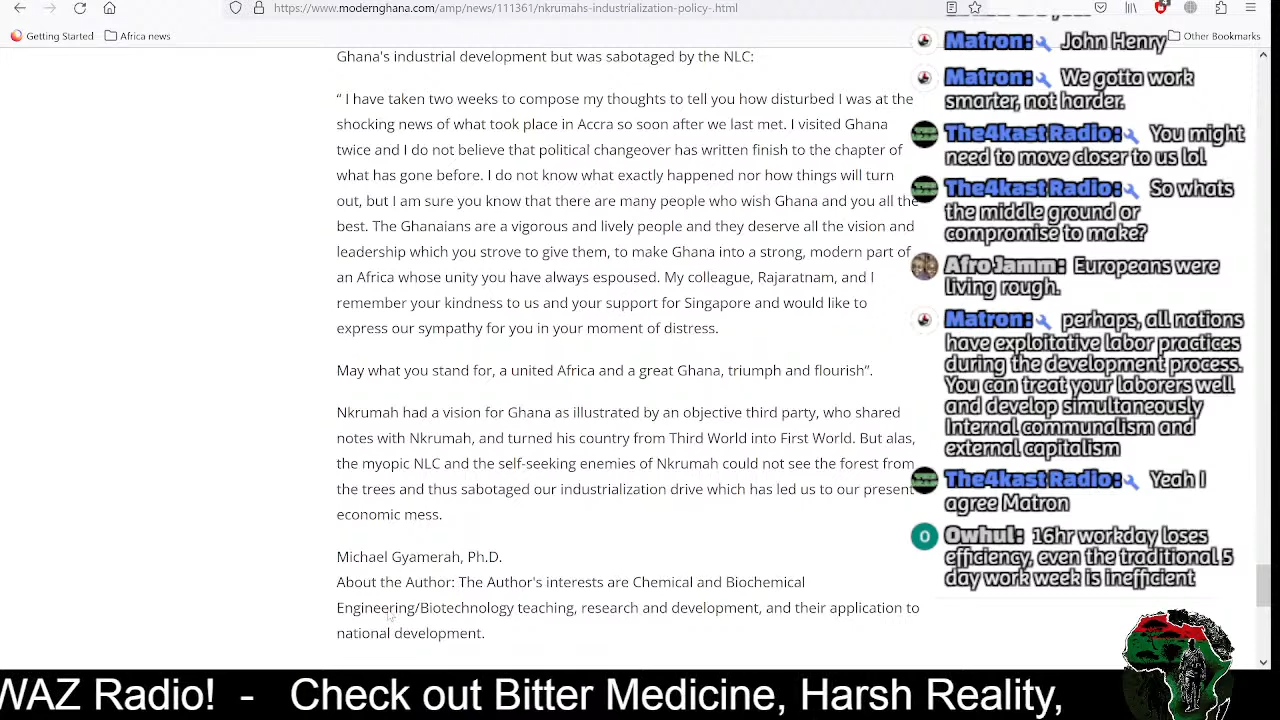 https://www.modernghana.com/amp/news/111361/nkrumahs-industrialization-policy-.html
4
Getting Started
Africa news
Other Bookmarks
Ghana's industrial development but was sabotaged by the NLC:
“ I have taken two weeks to compose my thoughts to tell you how disturbed I was at the
shocking news of what took place in Accra so soon after we last met. I visited Ghana
twice and I do not believe that political changeover has written finish to the chapter of
what has gone before. I do not know what exactly happened nor how things will turn
out, but I am sure you know that there are many people who wish Ghana and you all the
best. The Ghanaians are a vigorous and lively people and they deserve all the vision and
leadership which you strove to give them, to make Ghana into a strong, modern part of
an Africa whose unity you have always espoused. My colleague, Rajaratnam, and I
remember your kindness to us and your support for Singapore and would like to
express our sympathy for you in your moment of distress.
May what you stand for, a united Africa and a great Ghana, triumph and flourish”.
Nkrumah had a vision for Ghana as illustrated by an objective third party, who shared
notes with Nkrumah, and turned his country from Third World into First World. But alas,
the myopic NLC and the self-seeking enemies of Nkrumah could not see the forest from
the trees and thus sabotaged our industrialization drive which has led us to our present
economic mess.
Michael Gyamerah, Ph.D.
About the Author: The Author's interests are Chemical and Biochemical
Engineering/Biotechnology teaching, research and development, and their application to
national development.
Matron: John Henry
Matron: We gotta work
smarter, not harder.
The4kast Radio: You might
need to move closer to us lol
The4kast Radio: So whats
the middle ground or
compromise to make?
AfroJamm: Europeans were
living rough.
Matron: perhaps, all nations
have exploitative labor practices
during the development process.
You can treat your laborers well
and develop simultaneously
Internal communalism and
external capitalism
The4kast Radio: Yeah I
agree Matron
O
Owhul: 16hr workday loses
efficiency, even the traditional 5
day work week is inefficient
WAZ Radio! - Check out Bitter Medicine, Harsh Reality,